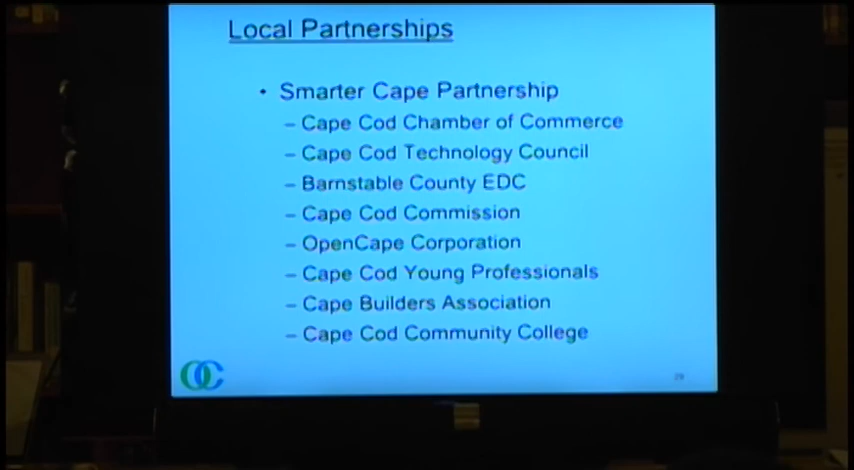 Local Partnerships
• Smarter Cape Partnership
– Cape Cod Chamber of Commerce
– Cape Cod Technology Council
– Barnstable County EDC
– Cape Cod Commission
– OpenCape Corporation
– Cape Cod Young Professionals
– Cape Builders Association
– Cape Cod Community College
OC